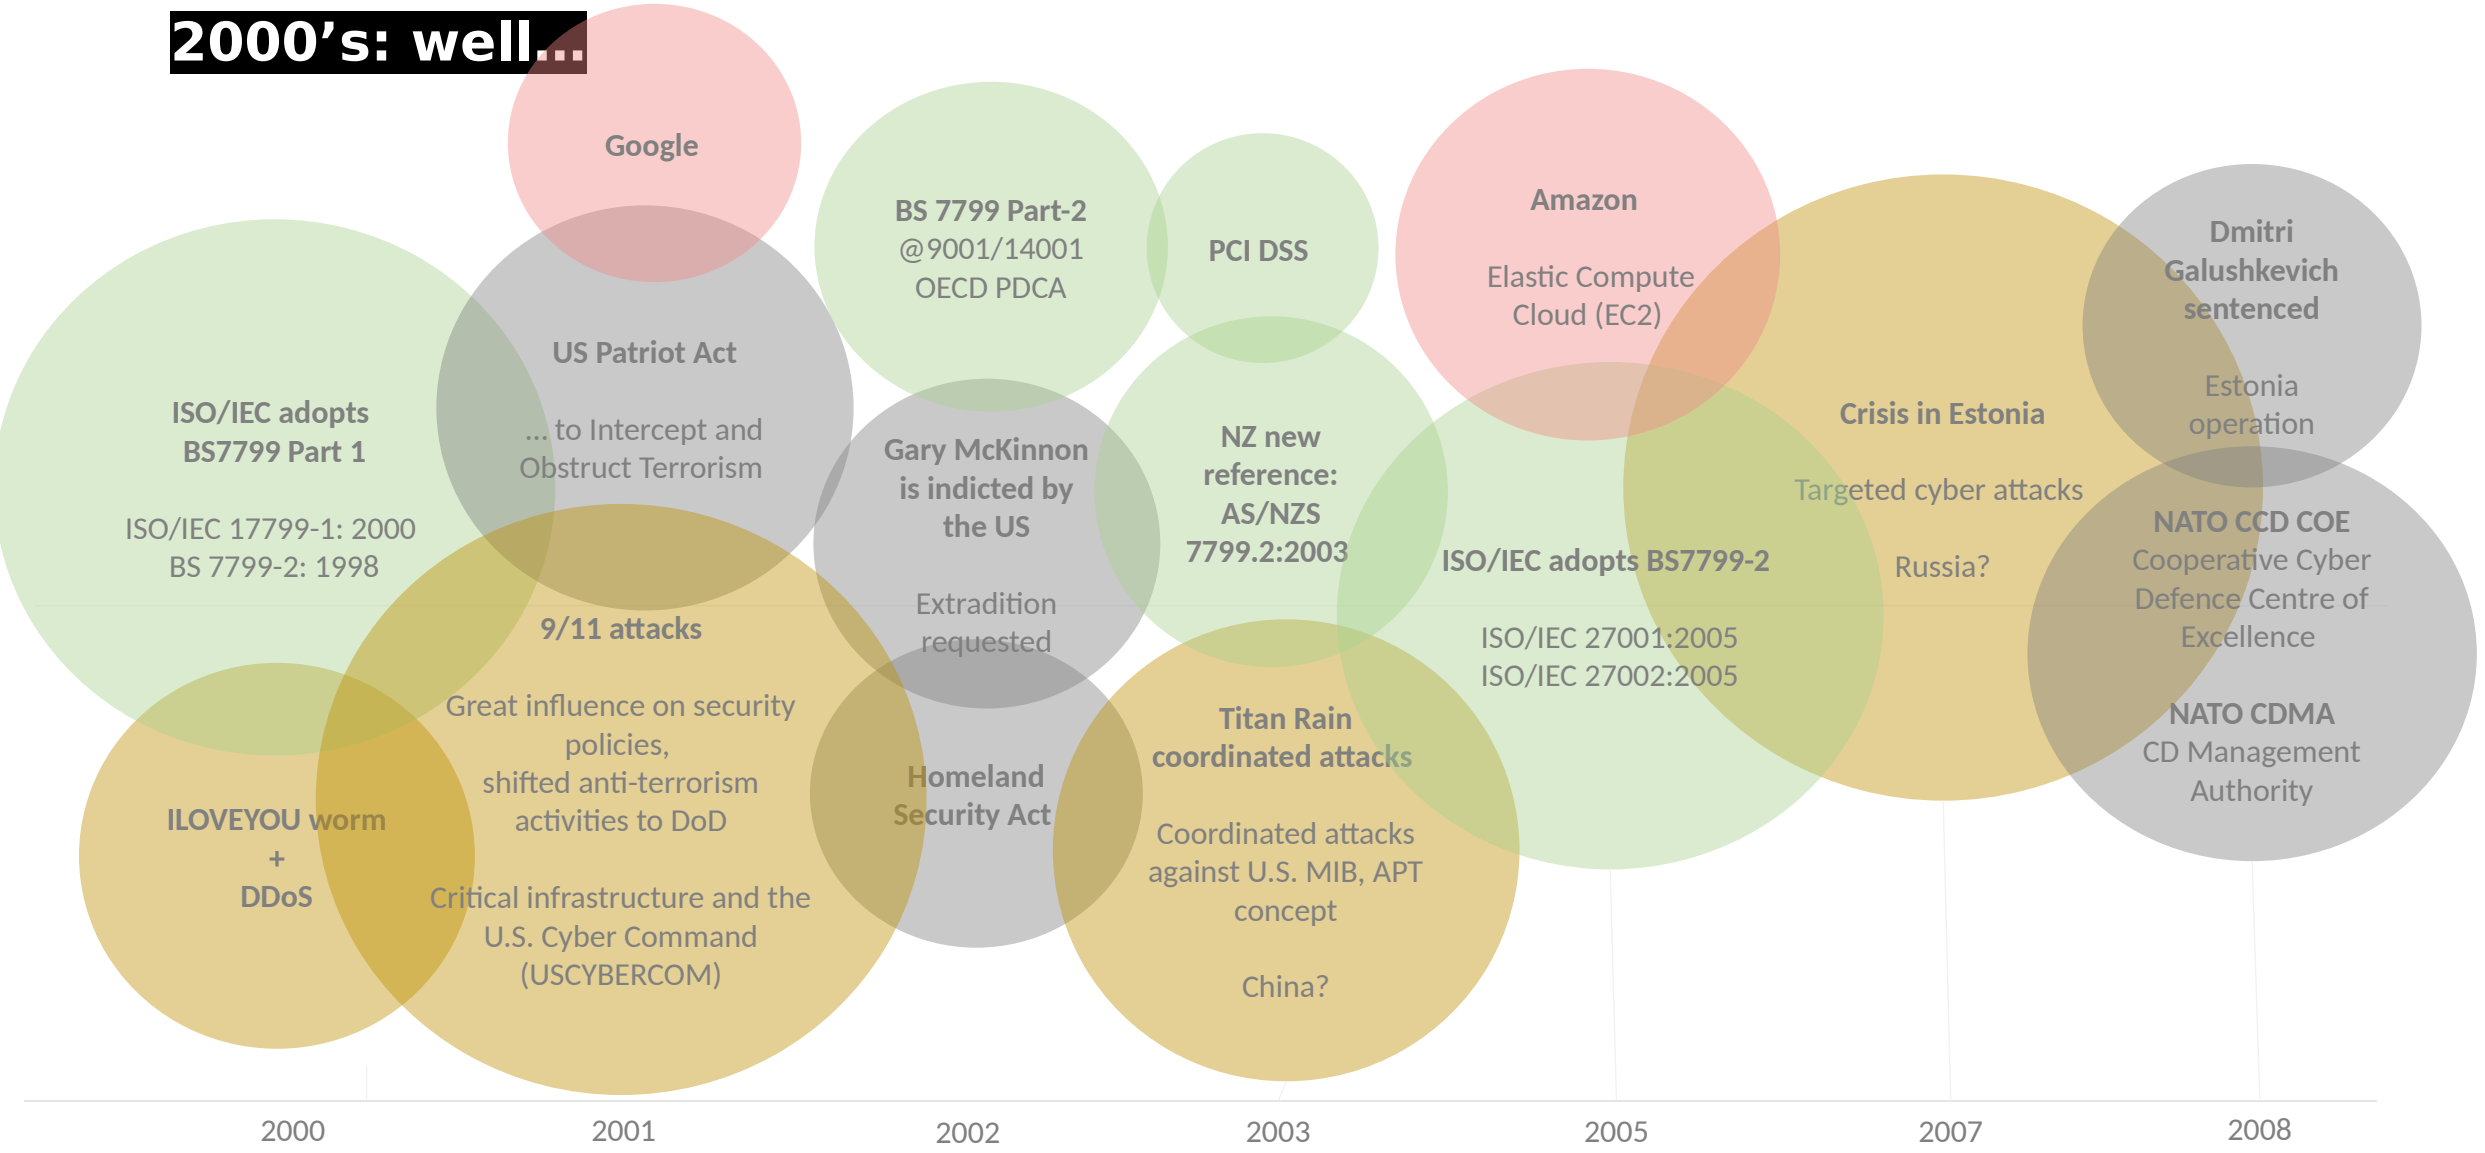 2000’s: well…
Google
US Patriot Act
… to Intercept and
Obstruct Terrorism
ISO/IEC adopts
BS7799 Part 1
ISO/IEC 17799-1: 2000
BS 7799-2: 1998
ILOVEYOU worm
+
DDoS
9/11 attacks
Great influence on security
policies,
shifted anti-terrorism
activities to DoD
Critical infrastructure and the
U.S. Cyber Command
(USCYBERCOM)
BS 7799 Part-2
@9001/14001
OECD PDCA
Gary McKinnon
is indicted by
the US
Extradition
requested
Homeland
Security Act
PCI DSS
NZ new
reference:
AS/NZS
7799.2:2003
Titan Rain
coordinated attacks
Coordinated attacks
against U.S. MIB, APT
concept
China?
Amazon
Elastic Compute
Cloud (EC2)
ISO/IEC adopts BS7799-2
ISO/IEC 27001:2005
ISO/IEC 27002:2005
Crisis in Estonia
Targeted cyber attacks
Russia?
Dmitri
Galushkevich
sentenced
Estonia
operation
NATO CCD COE
Cooperative Cyber
Defence Centre of
Excellence
NATO CDMA
CD Management
Authority
2000
2001
2002
2003
2005
2007
2008